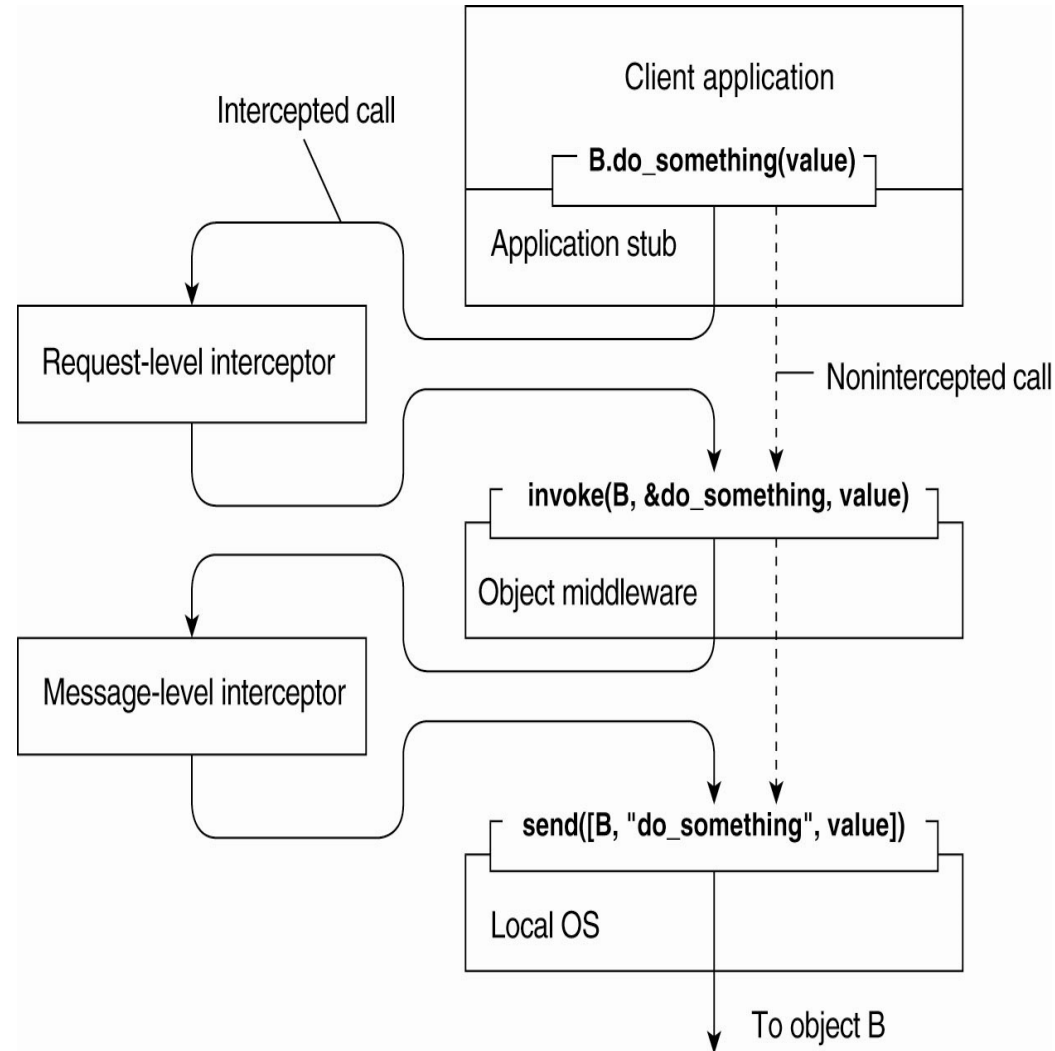 Client application
Intercepted call
B.do_something(value)
Application stub
Request-level interceptor
Nonintercepted call
invoke(B, &do_something, value)
Object middleware
Message-level interceptor
send([B, "do_something", value])
Local OS
To object B